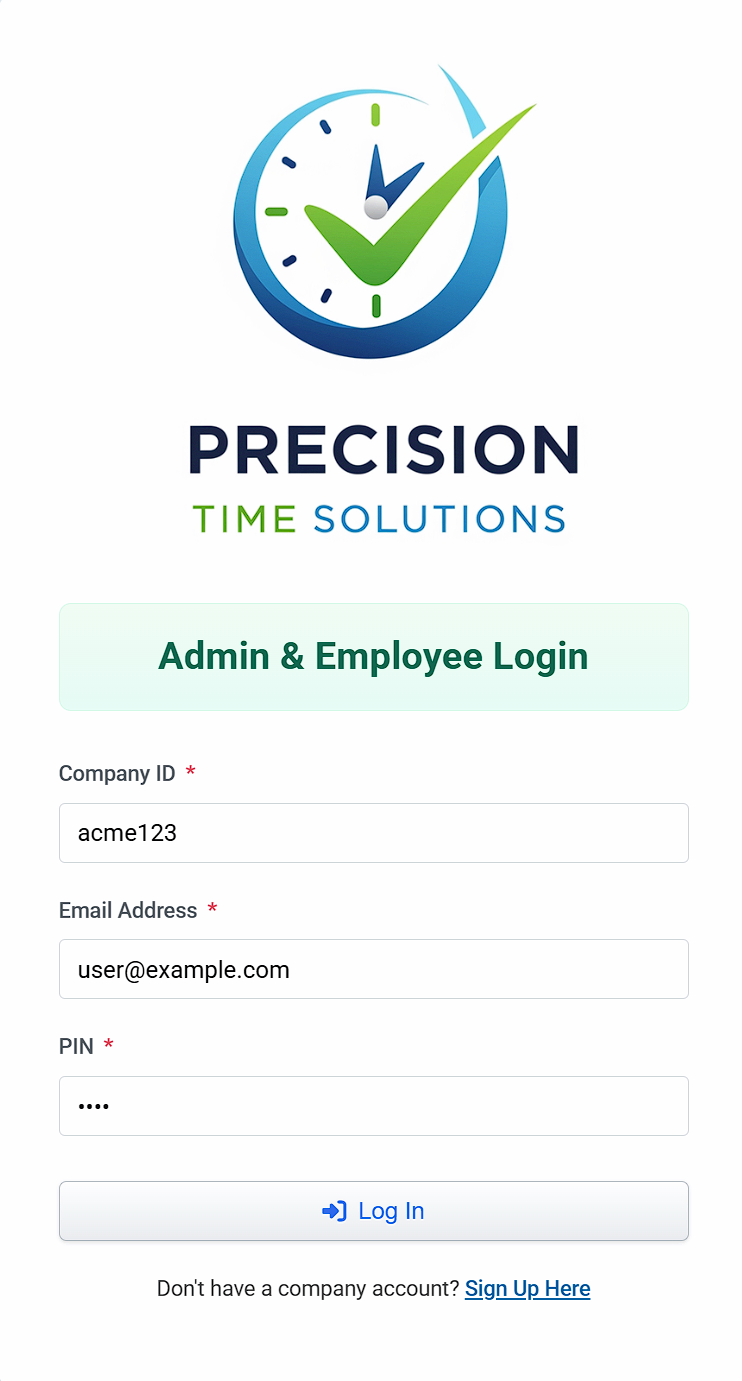 PRECISION
TIME SOLUTIONS
Admin & Employee Login
Company ID *
acme123
Email Address *
user@example.com
PIN *
••••
Log In
Don't have a company account? Sign Up Here